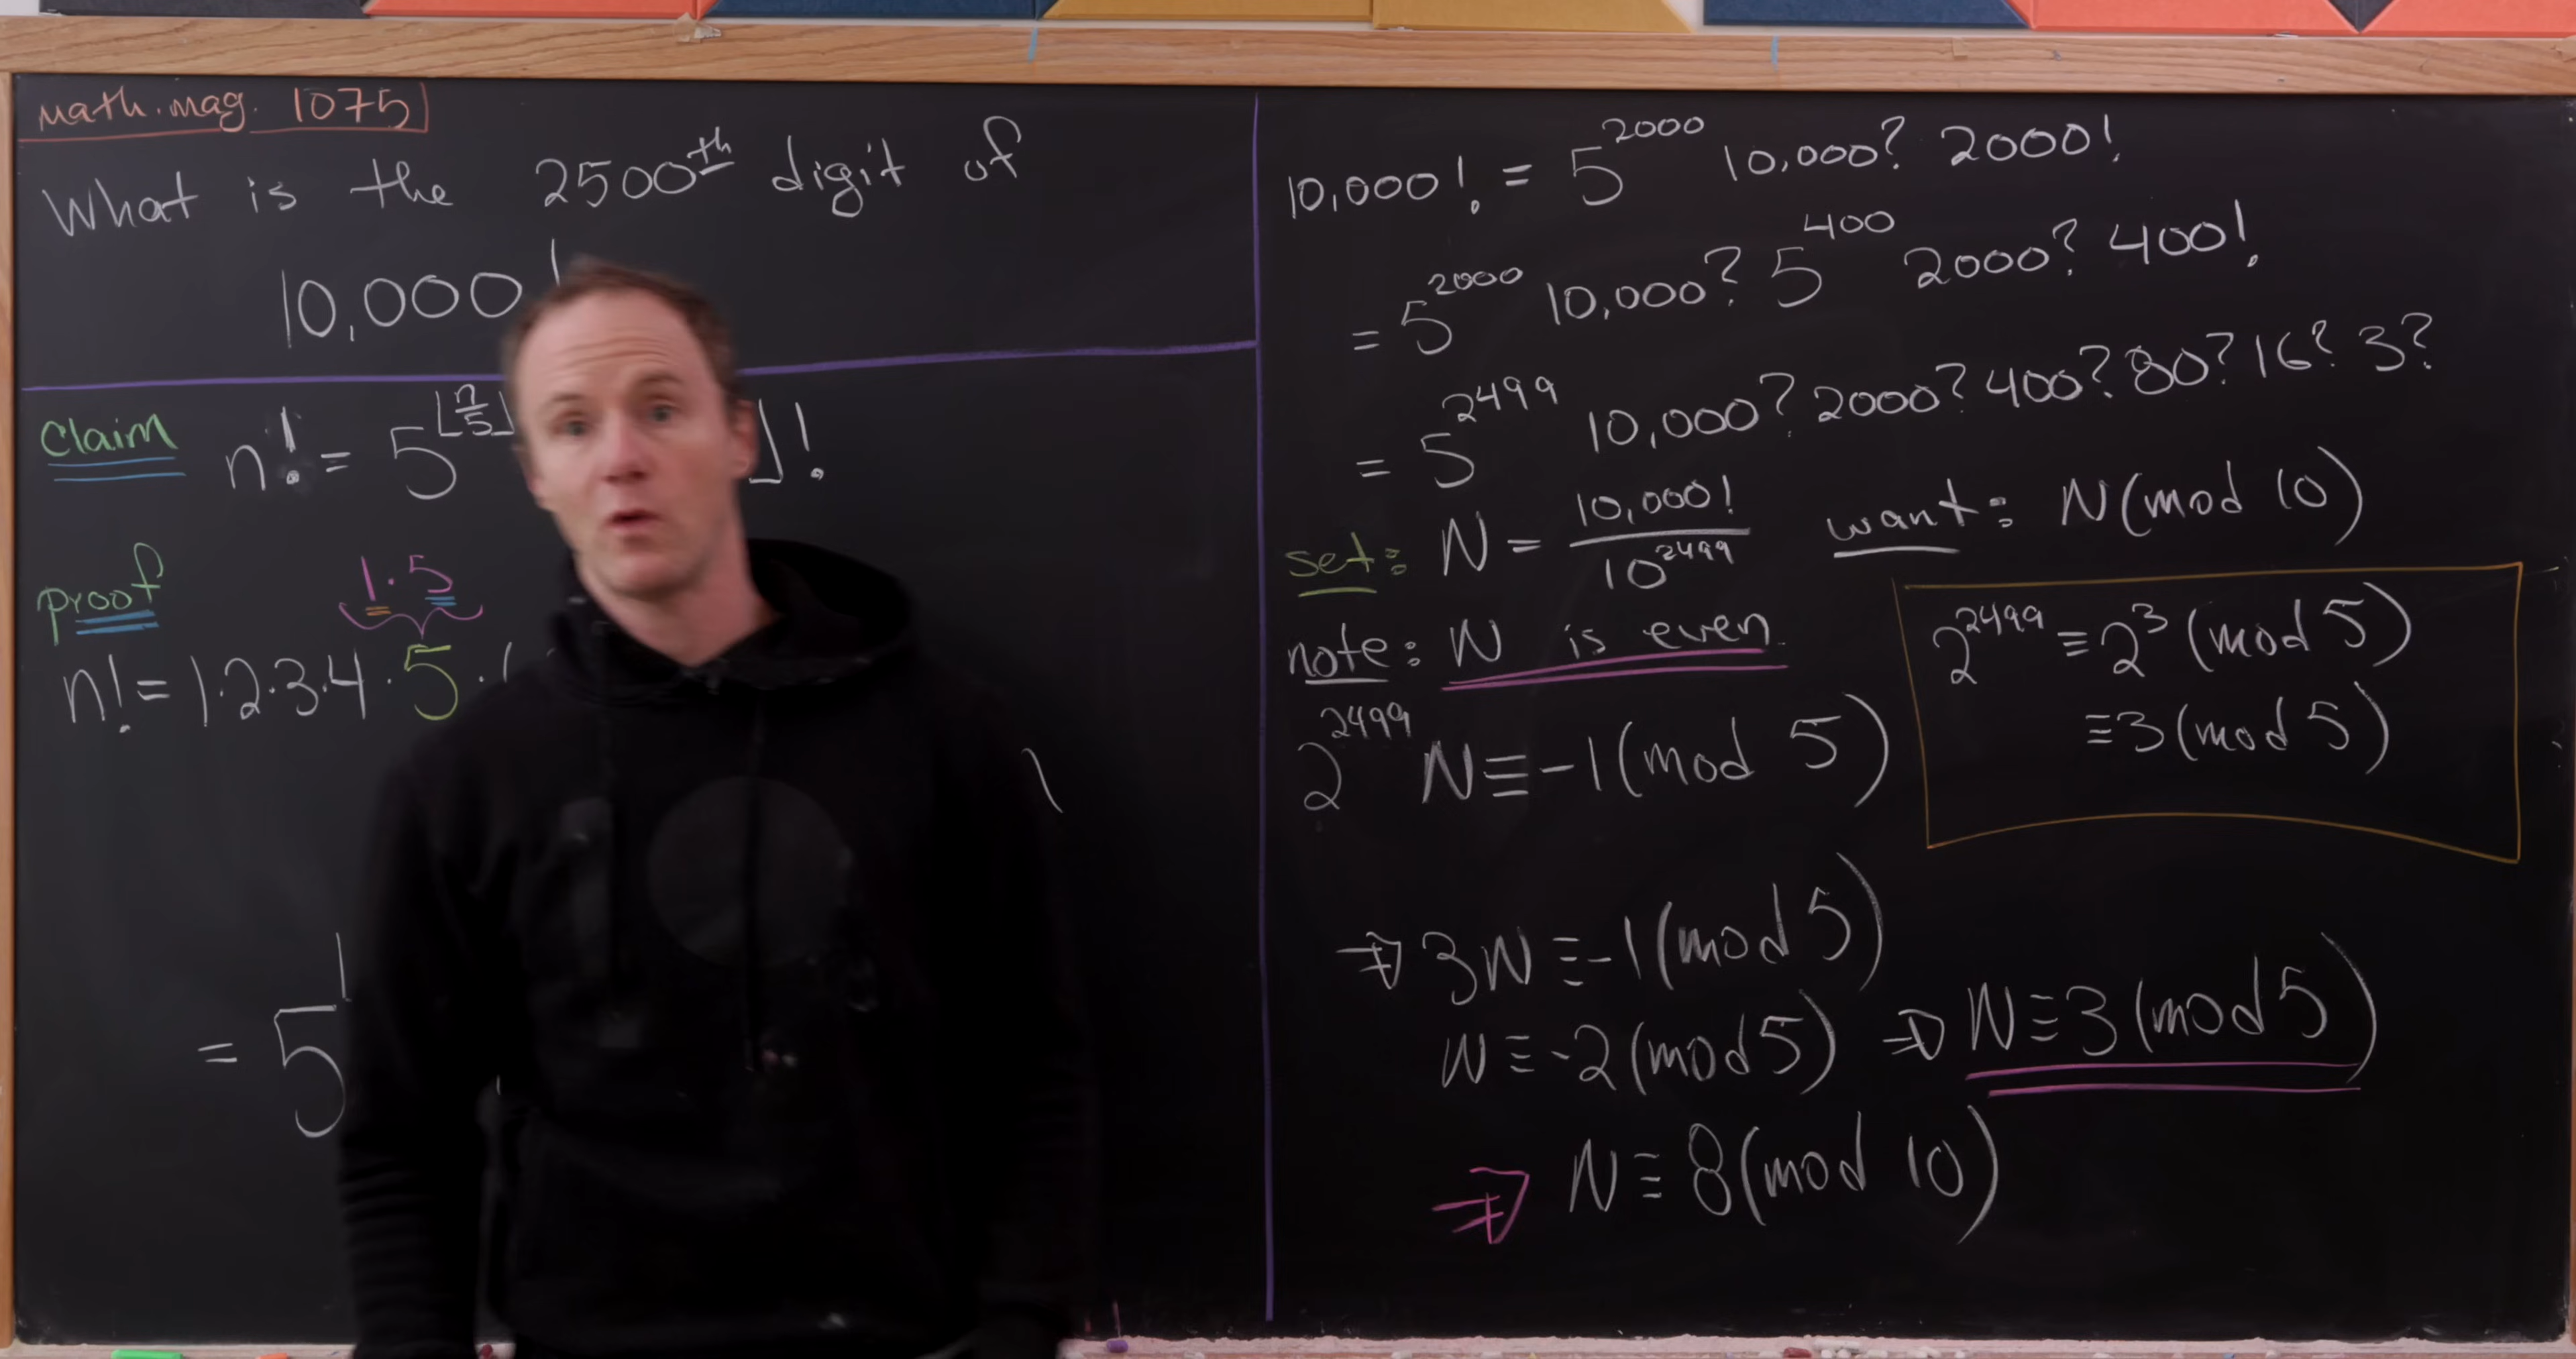 math.mag. 1075
What is the 2500th digit of
10,000!
Claim n! = 5^⌊n/5⌋ ⌋!
Proof
1·5
n! = 1·2·3·4·5·
= 5
10,000! = 5^2000 10,000? 2000!
= 5^2000 10,000? 5^400 2000? 400!
= 5^2499 10,000? 2000? 400? 80? 16? 3?
set: N = 10,000!/10^2499 want: N(mod 10)
note: N is even
2^2499 N ≡ -1(mod 5)
2^2499 ≡ 2^3 (mod 5)
≡ 3(mod 5)
⇒ 3N ≡ -1(mod 5)
N ≡ -2(mod 5) ⇒ N ≡ 3(mod 5)
⇒ N ≡ 8(mod 10)